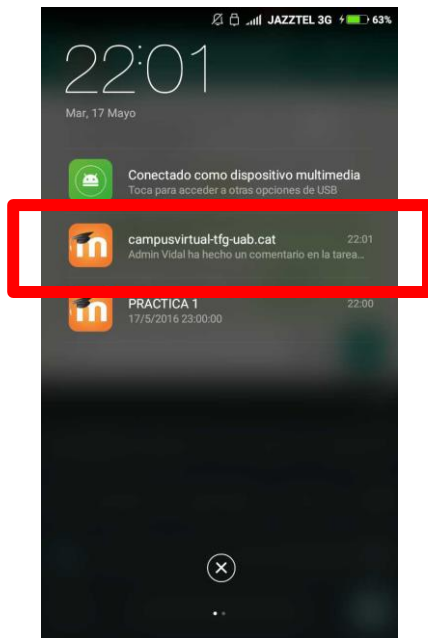 JAZZTEL 3G 63%
22:01
Mar, 17 Mayo
Conectado como dispositivo multimedia
Toca para acceder a otras opciones de USB
campusvirtual-tfg-uab.cat 22:01
Admin Vidal ha hecho un comentario en la tarea...
PRACTICA 1 22:00
17/5/2016 23:00:00